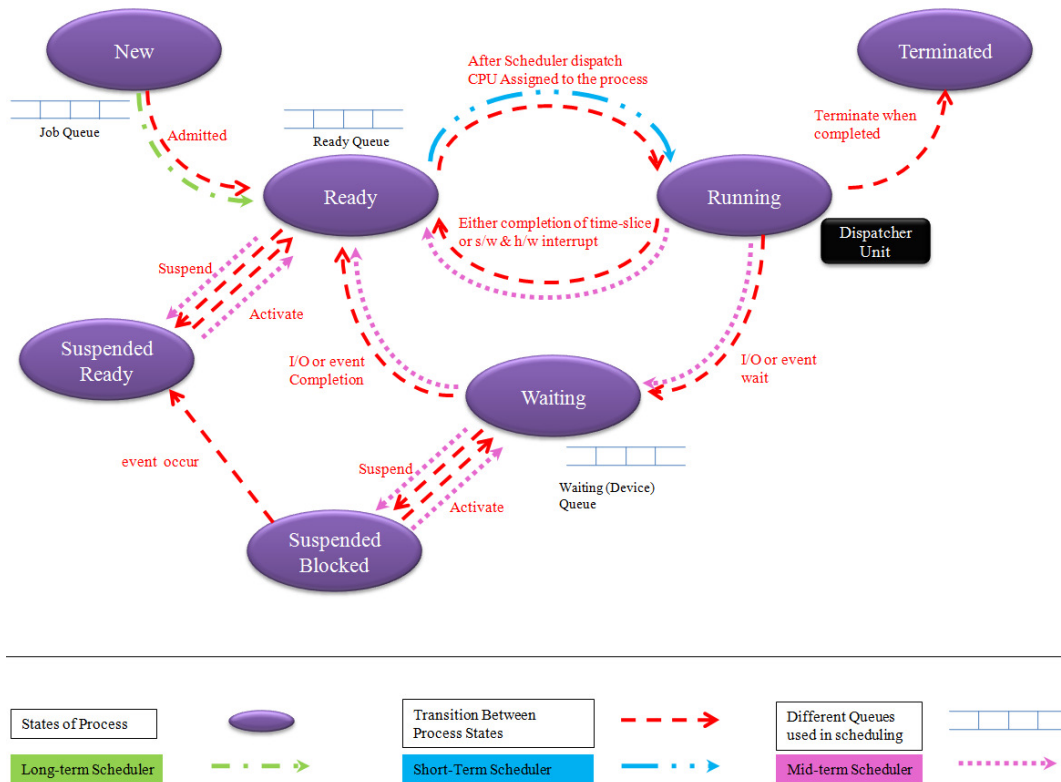 New
Terminated
After Scheduler dispatch
CPU Assigned to the process
Job Queue
Admitted
Ready Queue
Terminate when
completed
Ready
Running
Either completion of time-slice
or s/w & h/w interrupt
Dispatcher
Unit
Suspend
Activate
Suspended
Ready
I/O or event
Completion
I/O or event
wait
Waiting
event occur
Suspend
Activate
Waiting (Device)
Queue
Suspended
Blocked
States of Process
Transition Between
Process States
Different Queues
used in scheduling
Long-term Scheduler
Short-Term Scheduler
Mid-term Scheduler